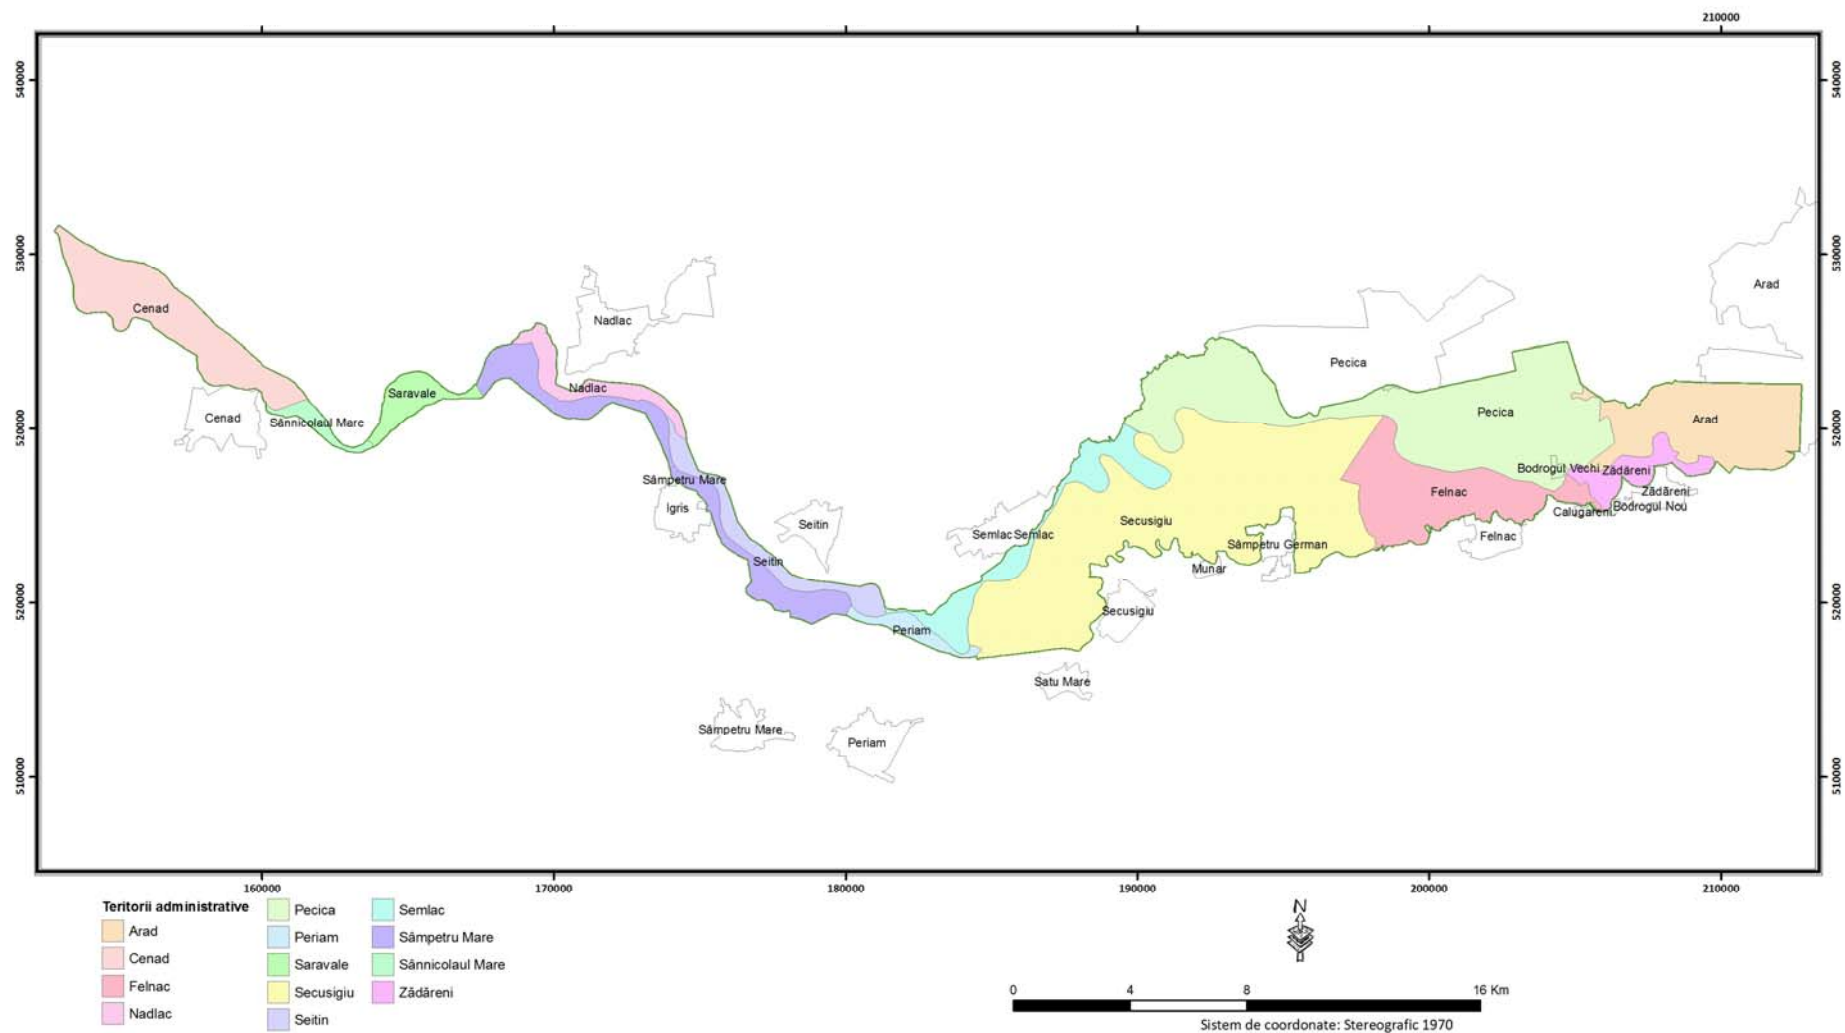 210000
540000
540000
530000
530000
Arad
Cenad
Nadlac
Pecica
Nadlac
Saravale
Cenad
Sânnicolaul Marc
Pecica
Arad
520000
520000
Bodrogul Vechi
Zădăreni
Sâmpetru Mare
Felnac
Zădăreni
Igris
Bodrogul Nou
Calugareni
Seitin
Secusigiu
Semlac
Semlac
Felnac
Sâmpetru German
Seitin
Munar
520000
520000
Secusigiu
Periam
Satu Mare
Sâmpetru Mare
Periam
510000
510000
160000
170000
180000
190000
200000
210000
Teritorii administrative
Arad
Cenad
Felnac
Nadlac
Pecica
Periam
Saravale
Secusigiu
Seitin
Semlac
Sâmpetru Mare
Sânnicolaul Mare
Zădăreni
N
0 4 8 16 Km
Sistem de coordonate: Stereografic 1970